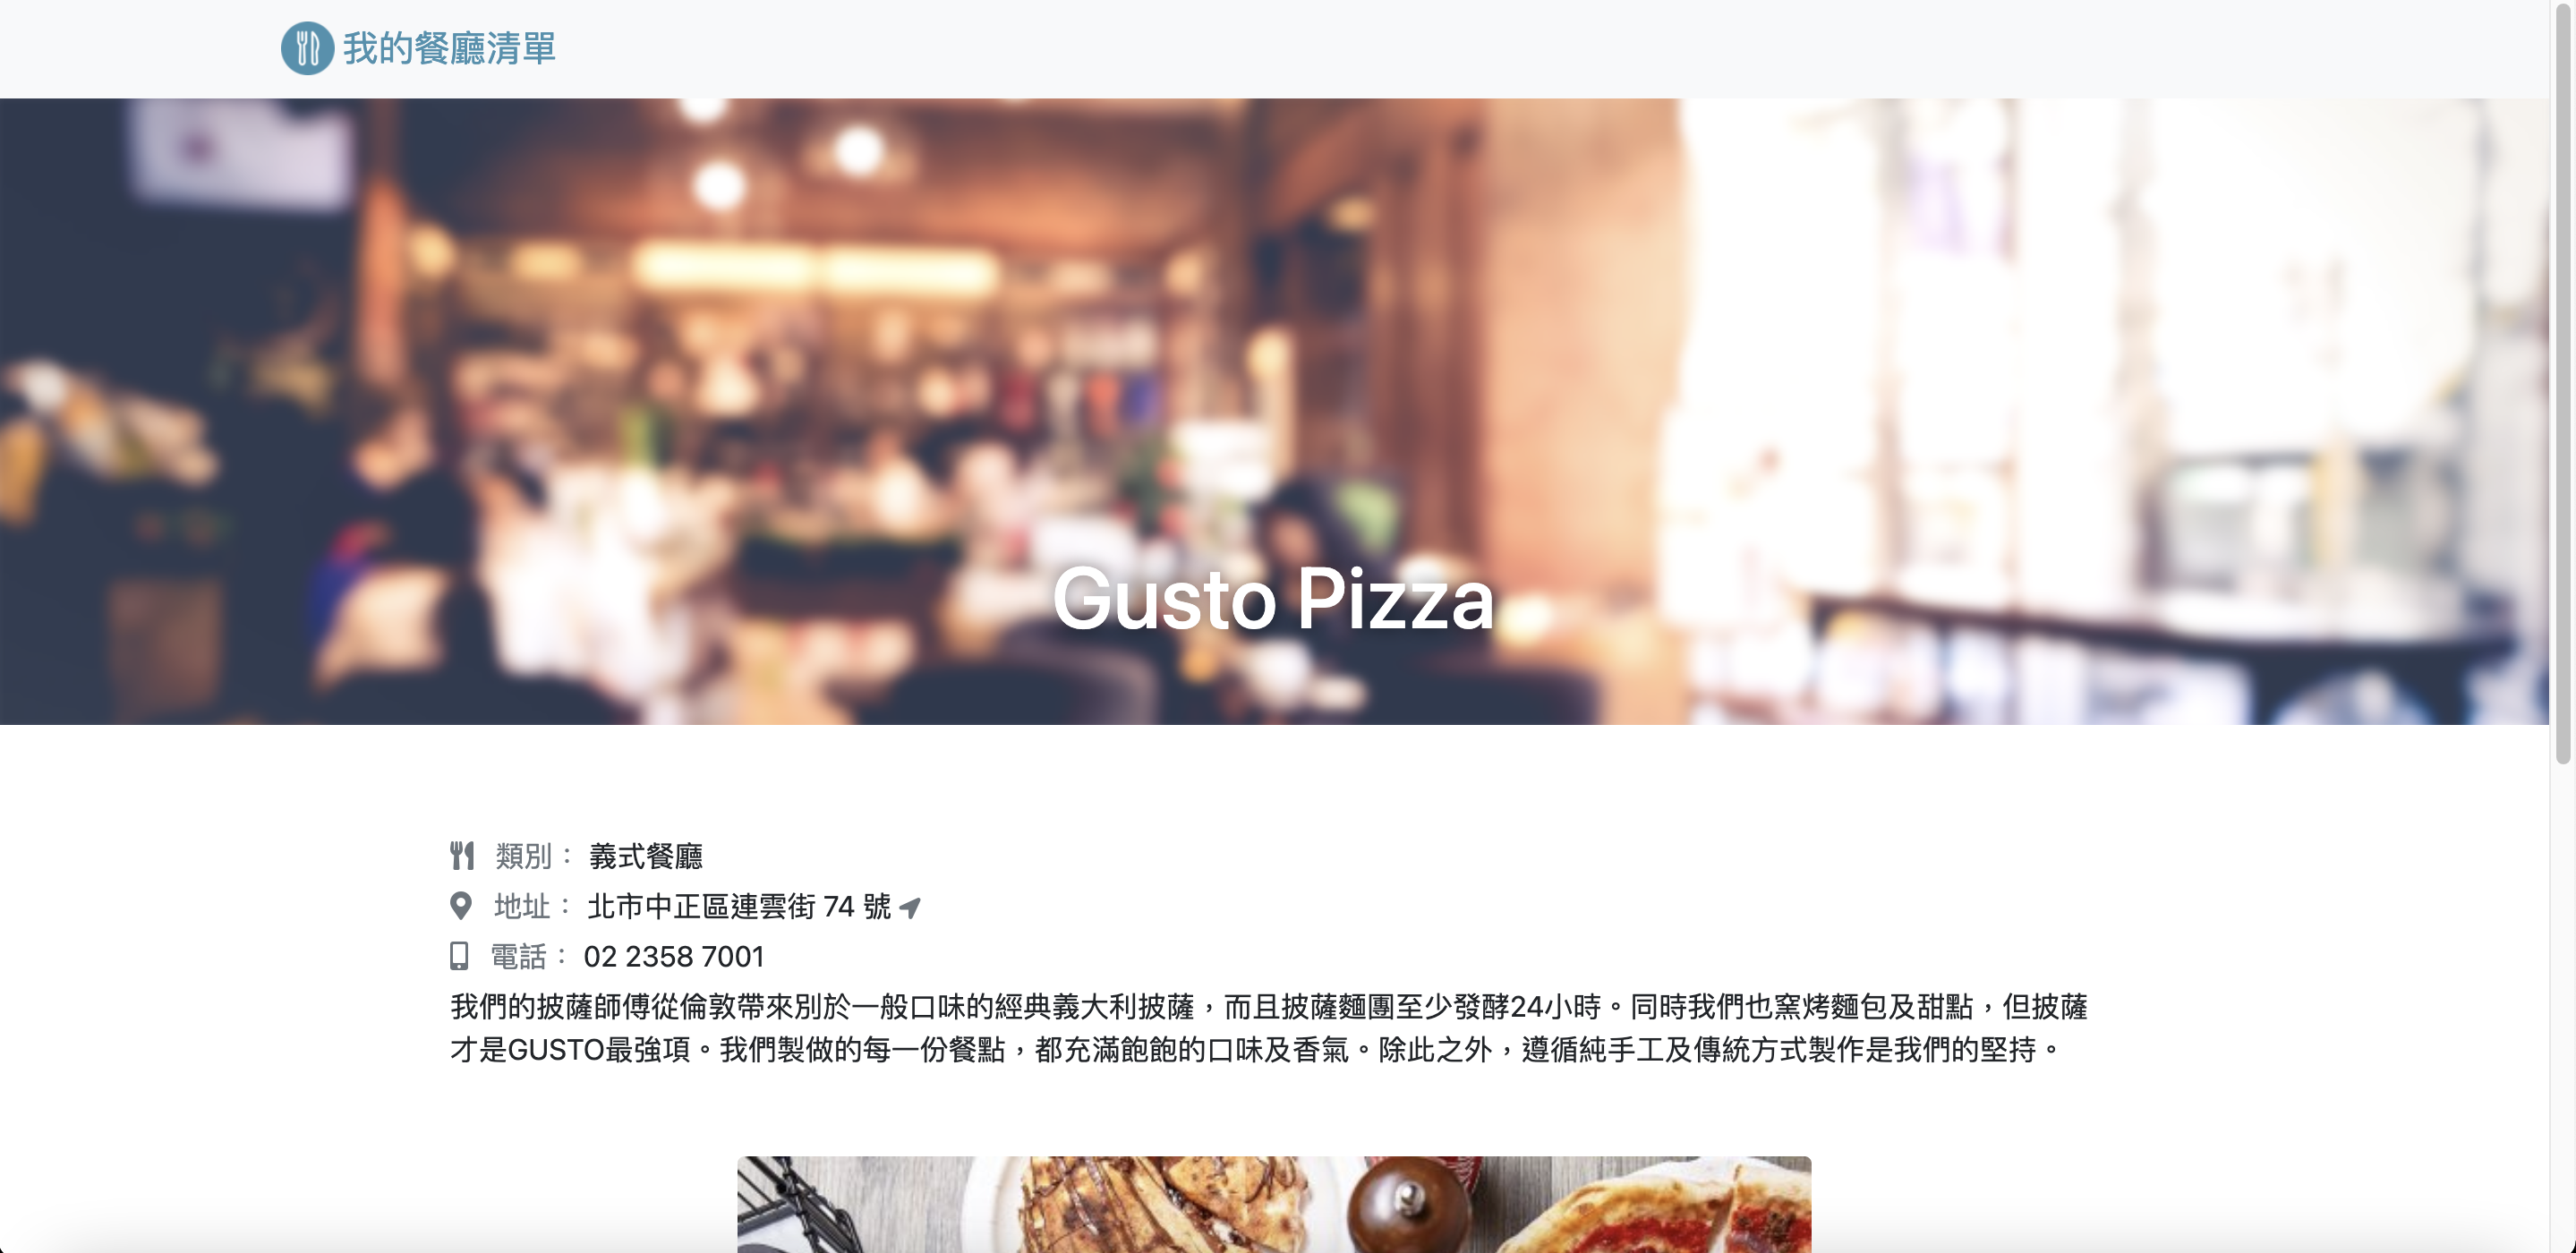 我的餐廳清單
Gusto Pizza
類別： 義式餐廳
地址： 北市中正區連雲街 74 號
電話： 02 2358 7001
我們的披薩師傅從倫敦帶來別於一般口味的經典義大利披薩，而且披薩麵團至少發酵24小時。同時我們也窯烤麵包及甜點，但披薩
才是GUSTO最強項。我們製做的每一份餐點，都充滿飽飽的口味及香氣。除此之外，遵循純手工及傳統方式製作是我們的堅持。